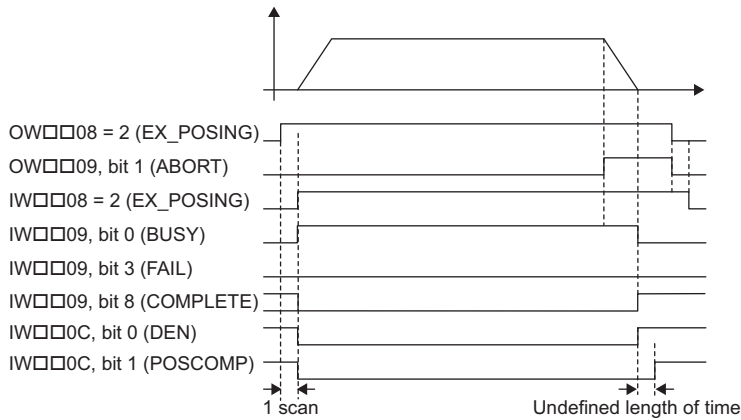 OW□□08 = 2 (EX_POSING)
OW□□09, bit 1 (ABORT)
IW□□08 = 2 (EX_POSING)
IW□□09, bit 0 (BUSY)
IW□□09, bit 3 (FAIL)
IW□□09, bit 8 (COMPLETE)
IW□□0C, bit 0 (DEN)
IW□□0C, bit 1 (POSCOMP)
1 scan
Undefined length of time